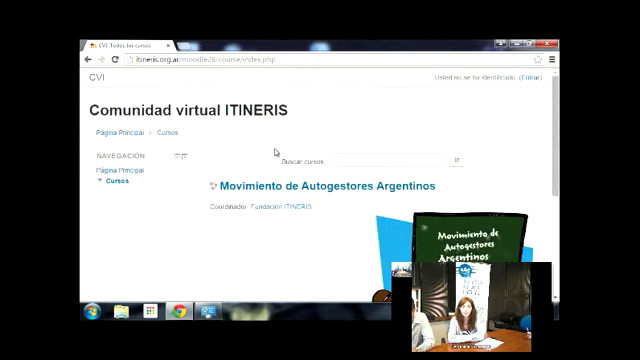 CVI: Todos los cursos
itineris.org.ar/moodle28/course/index.php
CVI
Usted no se ha identificado. (Entrar)
Comunidad virtual ITINERIS
Página Principal
Cursos
NAVEGACIÓN
Página Principal
Cursos
Buscar cursos
Ir
Movimiento de Autogestores Argentinos
Coordinador: Fundación ITINERIS
Movimiento de
Autogestores
Argentinos